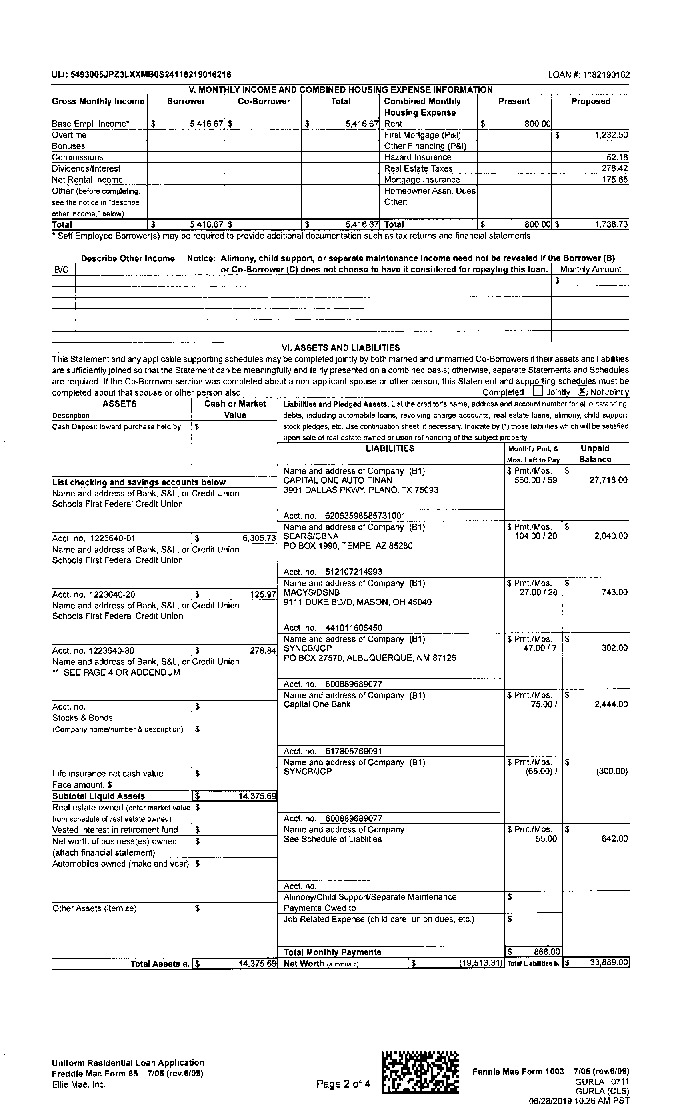 ULI: 5493005JPZ3LXXMB0S24118219016216 LOAN #: 1182190162
V. MONTHLY INCOME AND COMBINED HOUSING EXPENSE INFORMATION
Gross Monthly Income Borrower Co-Borrower Total Combined Monthly Housing Expense Present Proposed
Base Empl. Income* $ 5,416.67 $ $ 5,416.67 Rent $ 800.00
Overtime First Mortgage (P&I) $ 1,232.50
Bonuses Other Financing (P&I)
Commissions Hazard Insurance 52.18
Dividends/Interest Real Estate Taxes 278.42
Net Rental Income Mortgage Insurance 175.65
Other (before completing, Homeowner Assn. Dues
see the notice in "describe Other:
other income," below)
Total $ 5,416.67 $ $ 5,416.67 Total $ 800.00 $ 1,738.73
* Self Employed Borrower(s) may be required to provide additional documentation such as tax returns and financial statements
Describe Other Income Notice: Alimony, child support, or separate maintenance income need not be revealed if the Borrower (B)
B/C or Co-Borrower (C) does not choose to have it considered for repaying this loan. Monthly Amount
$
VI. ASSETS AND LIABILITIES
This Statement and any applicable supporting schedules may be completed jointly by both married and unmarried Co-Borrowers if their assets and liabilities
are sufficiently joined so that the Statement can be meaningfully and fairly presented on a combined basis; otherwise, separate Statements and Schedules
are required. If the Co-Borrower section was completed about a non-applicant spouse or other person, this Statement and supporting schedules must be
completed about that spouse or other person also. Completed Jointly X Not Jointly
ASSETS Cash or Market Value
Description
Cash Deposit toward purchase held by $
Liabilities and Pledged Assets. List the creditor's name, address and account number for all outstanding
debts, including automobile loans, revolving charge accounts, real estate loans, alimony, child support
stock pledges, etc. Use continuation sheet, if necessary. Indicate by (*) those liabilities which will be satisfied
upon sale of real estate owned or upon refinancing of the subject property
LIABILITIES Monthly Pmt. & Mos. Left to Pay Unpaid Balance
List checking and savings accounts below
Name and address of Bank, S&L, or Credit Union
Schools First Federal Credit Union
Acct. no. 1223640-01 $ 6,305.73
Name and address of Bank, S&L, or Credit Union
Schools First Federal Credit Union
Acct. no. 1223640-20 $ 125.97
Name and address of Bank, S&L, or Credit Union
Schools First Federal Credit Union
Acct. no. 1223640-30 $ 278.84
Name and address of Bank, S&L, or Credit Union
** SEE PAGE 4 OR ADDENDUM
Acct. no. $
Stocks & Bonds $
(Company name/number & description)
Life insurance net cash value $
Face amount: $
Subtotal Liquid Assets $ 14,375.69
Real estate owned (enter market value $
from schedule of real estate owned)
Vested interest in retirement fund $
Net worth of business(es) owned $
(attach financial statement)
Automobiles owned (make and year) $
Other Assets (itemize) $
Total Assets a. $ 14,375.69
Name and address of Company (B1) $ Pmt./Mos. $
CAPITAL ONE AUTO FINAN 550.00 / 59 27,718.00
3901 DALLAS PKWY, PLANO, TX 75093
Acct. no. 62052598585731001
Name and address of Company (B1) $ Pmt./Mos. $
SEARS/CBNA 104.00 / 20 2,040.00
PO BOX 1990, TEMPE, AZ 85280
Acct. no. 512107214993
Name and address of Company (B1) $ Pmt./Mos. $
MACYS/DSNB 27.00 / 28 743.00
9111 DUKE BLVD, MASON, OH 45040
Acct. no. 441011605450
Name and address of Company (B1) $ Pmt./Mos. $
SYNCB/JCP 47.00 / 7 302.00
PO BOX 27570, ALBUQUERQUE, NM 87125
Acct. no. 600889689077
Name and address of Company (B1) $ Pmt./Mos. $
Capital One Bank 75.00 / 2,444.00
Acct. no. 517805769091
Name and address of Company (B1) $ Pmt./Mos. $
SYNCB/JCP (65.00) / (300.00)
Acct. no. 600889689077
Name and address of Company $ Pmt./Mos. $
See Schedule of Liabilities 55.00 642.00
Acct. no.
Alimony/Child Support/Separate Maintenance $
Payments Owed to
Job Related Expense (child care, union dues, etc.) $
Total Monthly Payments $ 868.00
Net Worth $ (19,513.31) Total Liabilities b. $ 33,889.00
Uniform Residential Loan Application
Freddie Mac Form 65 7/05 (rev.6/09)
Ellie Mae, Inc.
Page 2 of 4
Fannie Mae Form 1003 7/05 (rev.6/09)
GURLA 0711
GURLA (CLS)
06/28/2019 10:26 AM PST